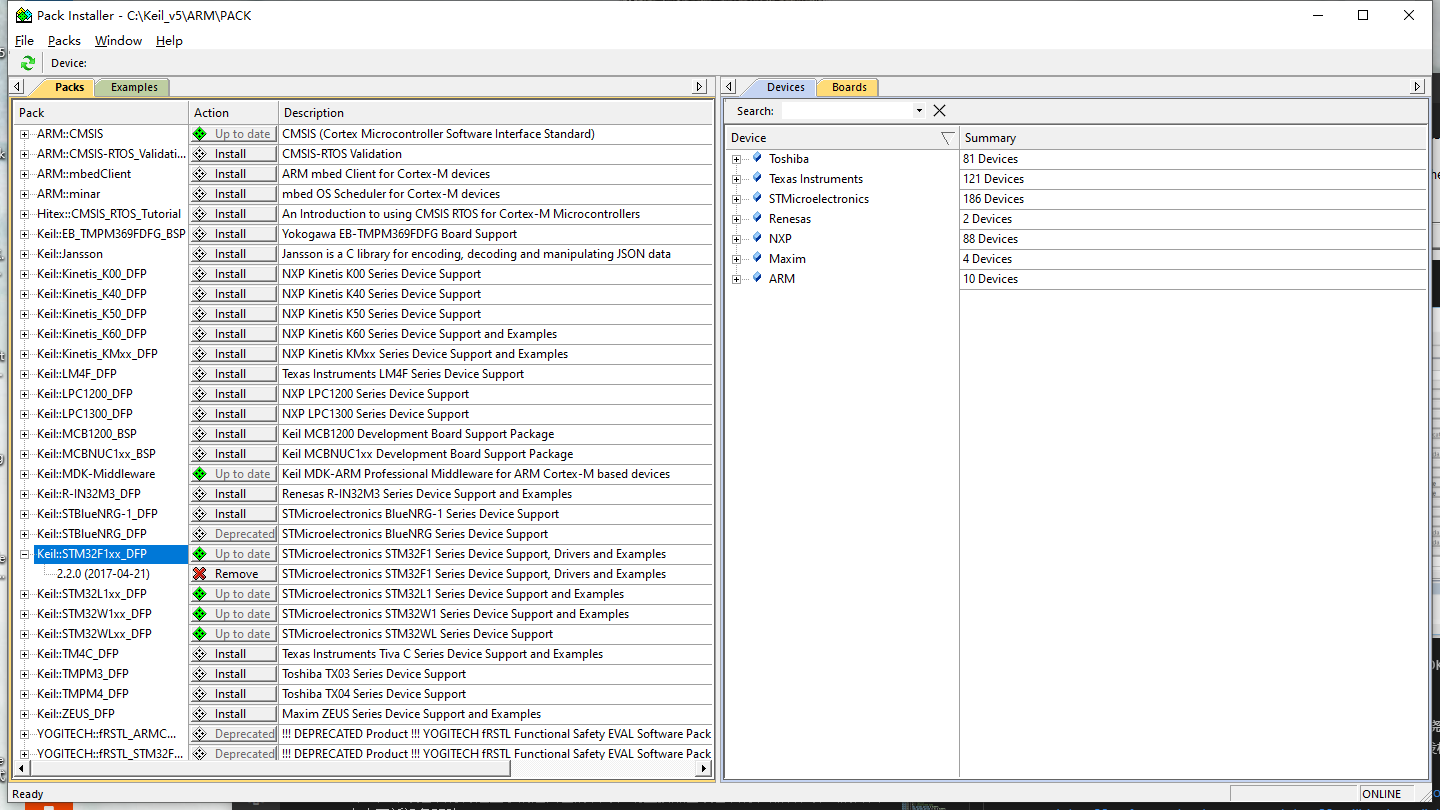 Pack Installer - C:\Keil_v5\ARM\PACK
File Packs Window Help
Device:
Packs Examples
Pack Action Description
ARM::CMSIS Up to date CMSIS (Cortex Microcontroller Software Interface Standard)
ARM::CMSIS-RTOS_Validati... Install CMSIS-RTOS Validation
ARM::mbedClient Install ARM mbed Client for Cortex-M devices
ARM::minar Install mbed OS Scheduler for Cortex-M devices
Hitex::CMSIS_RTOS_Tutorial Install An Introduction to using CMSIS RTOS for Cortex-M Microcontrollers
Keil::EB_TMPM369FDFG_BSP Install Yokogawa EB-TMPM369FDFG Board Support
Keil::Jansson Install Jansson is a C library for encoding, decoding and manipulating JSON data
Keil::Kinetis_K00_DFP Install NXP Kinetis K00 Series Device Support
Keil::Kinetis_K40_DFP Install NXP Kinetis K40 Series Device Support
Keil::Kinetis_K50_DFP Install NXP Kinetis K50 Series Device Support
Keil::Kinetis_K60_DFP Install NXP Kinetis K60 Series Device Support and Examples
Keil::Kinetis_KMxx_DFP Install NXP Kinetis KMxx Series Device Support and Examples
Keil::LM4F_DFP Install Texas Instruments LM4F Series Device Support
Keil::LPC1200_DFP Install NXP LPC1200 Series Device Support
Keil::LPC1300_DFP Install NXP LPC1300 Series Device Support
Keil::MCB1200_BSP Install Keil MCB1200 Development Board Support Package
Keil::MCBNUC1xx_BSP Install Keil MCBNUC1xx Development Board Support Package
Keil::MDK-Middleware Up to date Keil MDK-ARM Professional Middleware for ARM Cortex-M based devices
Keil::R-IN32M3_DFP Install Renesas R-IN32M3 Series Device Support and Examples
Keil::STBlueNRG-1_DFP Install STMicroelectronics BlueNRG-1 Series Device Support
Keil::STBlueNRG_DFP Deprecated STMicroelectronics BlueNRG Series Device Support
Keil::STM32F1xx_DFP Up to date STMicroelectronics STM32F1 Series Device Support, Drivers and Examples
2.2.0 (2017-04-21) Remove STMicroelectronics STM32F1 Series Device Support, Drivers and Examples
Keil::STM32L1xx_DFP Up to date STMicroelectronics STM32L1 Series Device Support and Examples
Keil::STM32W1xx_DFP Up to date STMicroelectronics STM32W1 Series Device Support and Examples
Keil::STM32WLxx_DFP Up to date STMicroelectronics STM32WL Series Device Support
Keil::TM4C_DFP Install Texas Instruments Tiva C Series Device Support and Examples
Keil::TMPM3_DFP Install Toshiba TX03 Series Device Support
Keil::TMPM4_DFP Install Toshiba TX04 Series Device Support
Keil::ZEUS_DFP Install Maxim ZEUS Series Device Support and Examples
YOGITECH::fRSTL_ARMC... Deprecated !!! DEPRECATED Product !!! YOGITECH fRSTL Functional Safety EVAL Software Pack
YOGITECH::fRSTL_STM32F... Deprecated !!! DEPRECATED Product !!! YOGITECH fRSTL Functional Safety EVAL Software Pack
Devices Boards
Search:
Device Summary
Toshiba 81 Devices
Texas Instruments 121 Devices
STMicroelectronics 186 Devices
Renesas 2 Devices
NXP 88 Devices
Maxim 4 Devices
ARM 10 Devices
Ready ONLINE